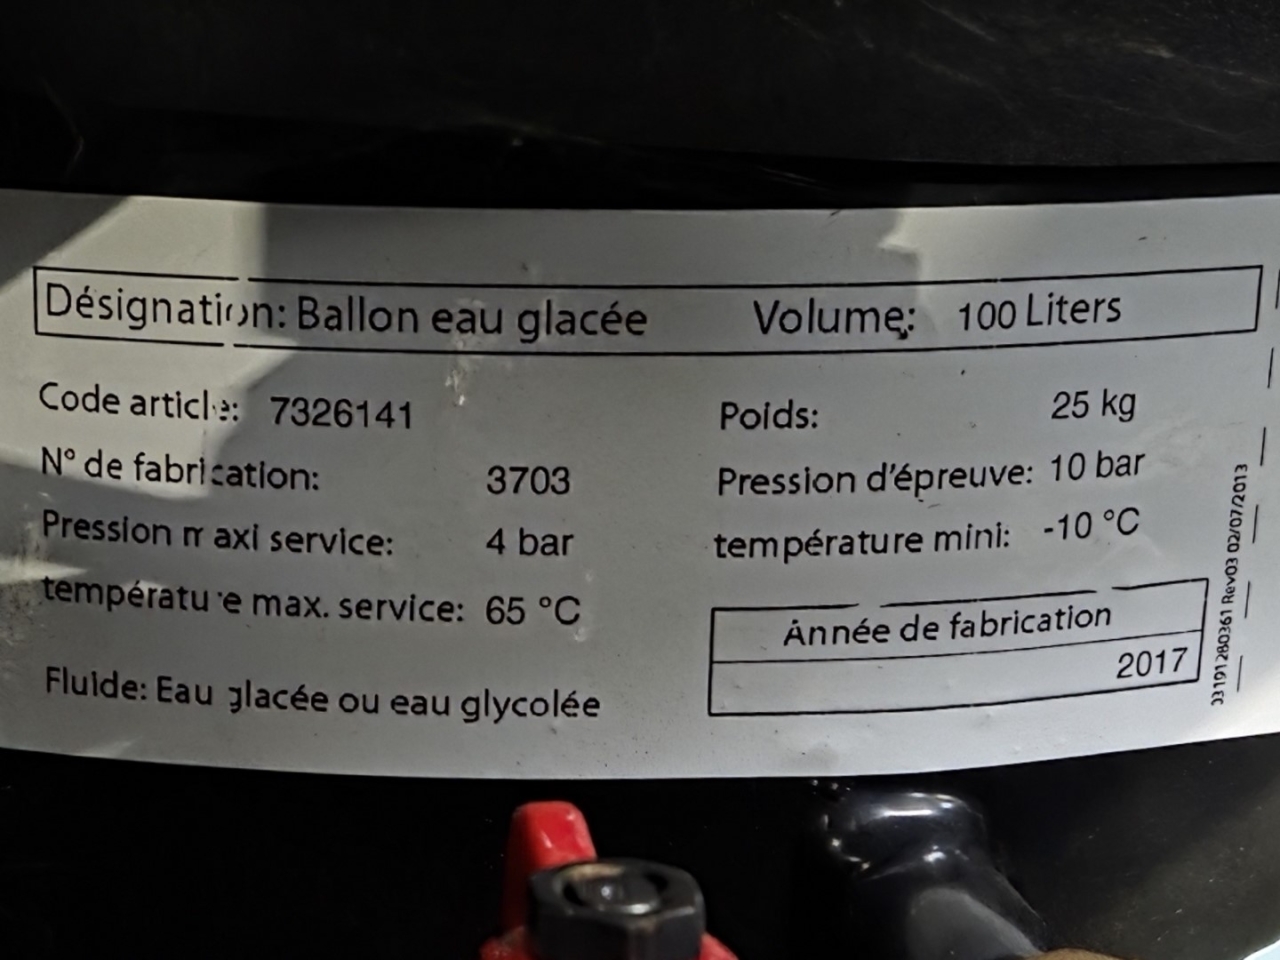 Désignation: Ballon eau glacée Volume: 100 Liters
Code article: 7326141
N° de fabrication: 3703
Pression maxi service: 4 bar
température max. service: 65 °C
Fluide: Eau glacée ou eau glycolée
Poids: 25 kg
Pression d'épreuve: 10 bar
température mini: -10 °C
Année de fabrication
2017
33191280361 Rev03 02/07/2013